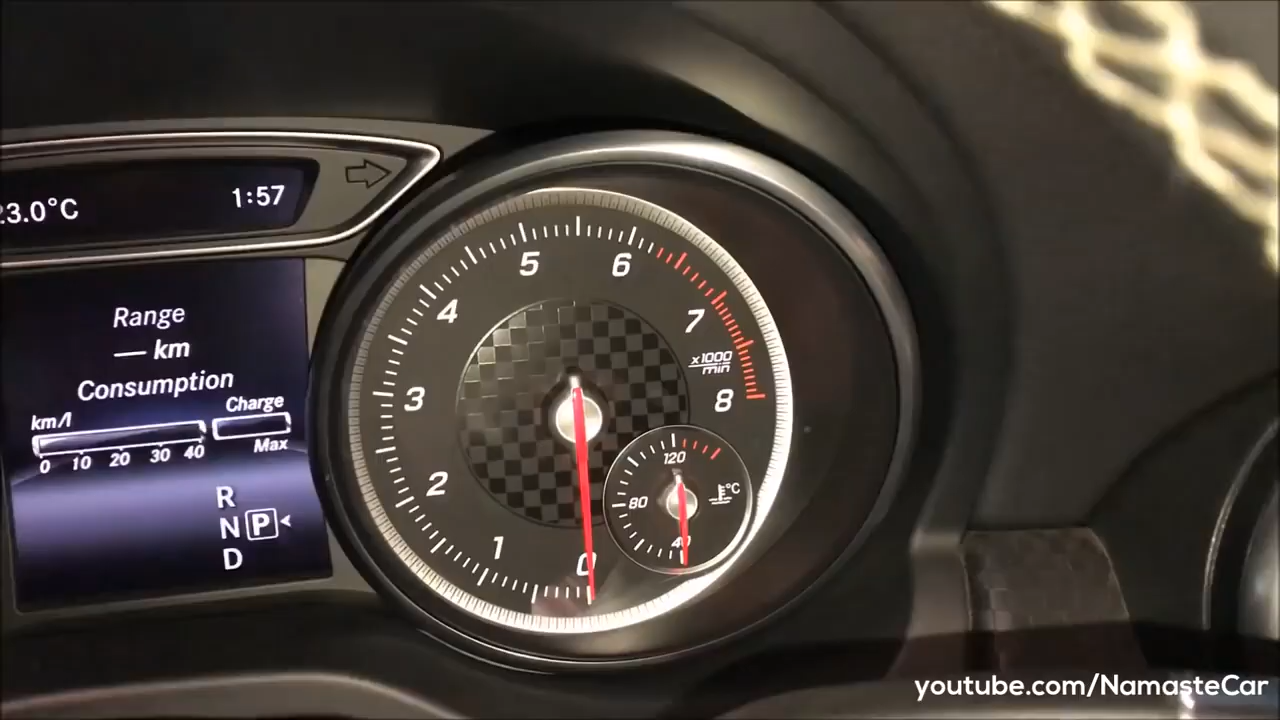 23.0°C 1:57
Range
— km
Consumption
km/l Charge
0 10 20 30 40 Max
R
N P
D
0 1 2 3 4 5 6 7 8
x1000
min
40 80 120 °C
youtube.com/NamasteCar